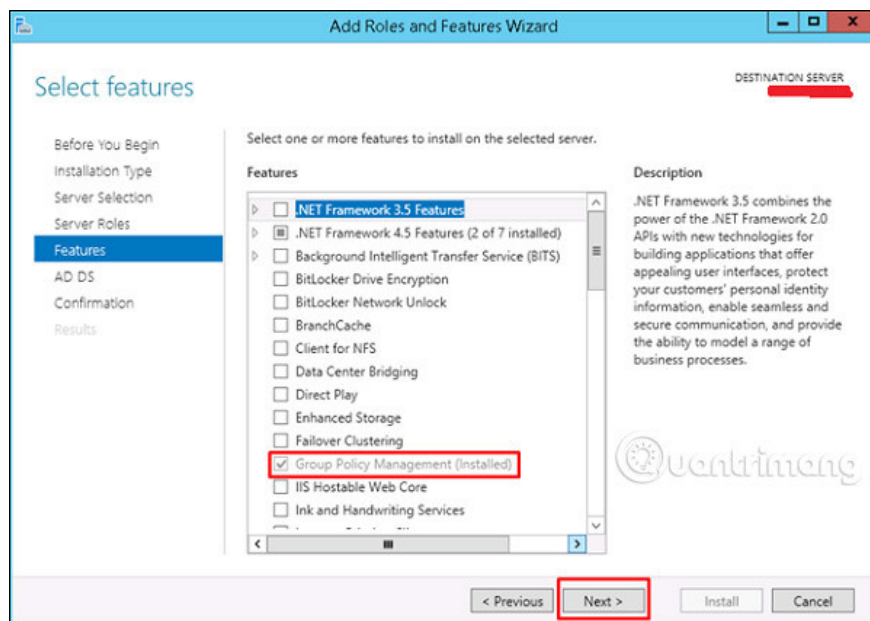 Add Roles and Features Wizard
Select features
DESTINATION SERVER
Before You Begin
Installation Type
Server Selection
Server Roles
Features
AD DS
Confirmation
Results
Select one or more features to install on the selected server.
Features
.NET Framework 3.5 Features
.NET Framework 4.5 Features (2 of 7 installed)
Background Intelligent Transfer Service (BITS)
BitLocker Drive Encryption
BitLocker Network Unlock
BranchCache
Client for NFS
Data Center Bridging
Direct Play
Enhanced Storage
Failover Clustering
Group Policy Management (Installed)
IIS Hostable Web Core
Ink and Handwriting Services
Description
.NET Framework 3.5 combines the
power of the .NET Framework 2.0
APIs with new technologies for
building applications that offer
appealing user interfaces, protect
your customers' personal identity
information, enable seamless and
secure communication, and provide
the ability to model a range of
business processes.
Quantrimang
< Previous
Next >
Install
Cancel